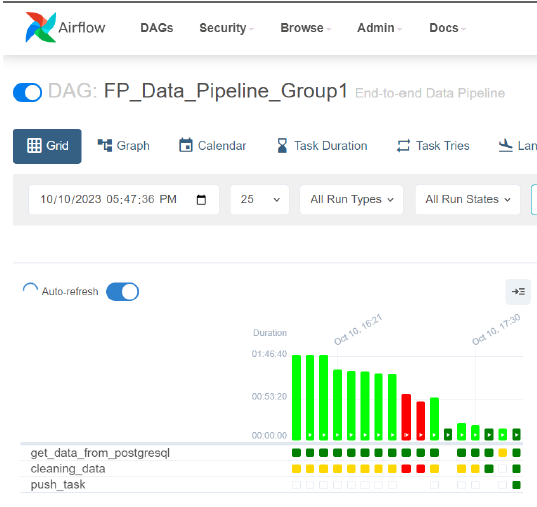 Airflow DAGs Security Browse Admin Docs
DAG: FP_Data_Pipeline_Group1 End-to-end Data Pipeline
Grid Graph Calendar Task Duration Task Tries Lan
10/10/2023 05:47:36 PM 25 All Run Types All Run States
Auto-refresh
Oct 10, 16:21 Oct 10, 17:30
Duration
01:46:40
00:53:20
00:00:00
get_data_from_postgresql
cleaning_data
push_task